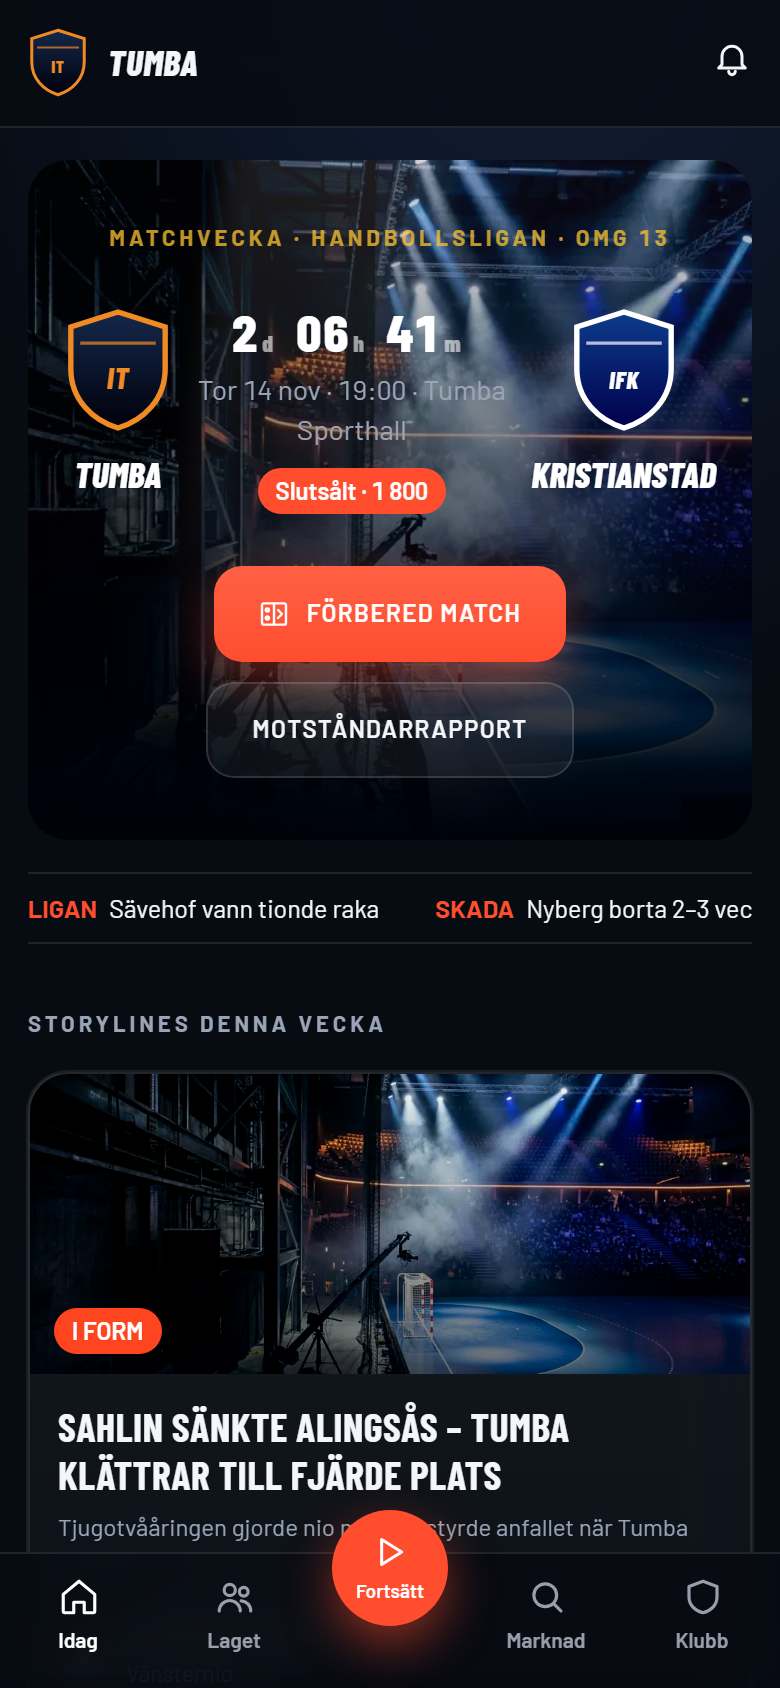 IT TUMBA
MATCHVECKA · HANDBOLLSLIGAN · OMG 13
2d 06h 41m
IT
IFK
Tor 14 nov · 19:00 · Tumba
Sporthall
TUMBA
KRISTIANSTAD
Slutsålt · 1 800
FÖRBERED MATCH
MOTSTÅNDARRAPPORT
LIGAN Sävehof vann tionde raka SKADA Nyberg borta 2–3 vec
STORYLINES DENNA VECKA
I FORM
SAHLIN SÄNKTE ALINGSÅS – TUMBA
KLÄTTRAR TILL FJÄRDE PLATS
Tjugotvååringen gjorde nio styrde anfallet när Tumba
Fortsätt
Idag
Laget
Marknad
Klubb